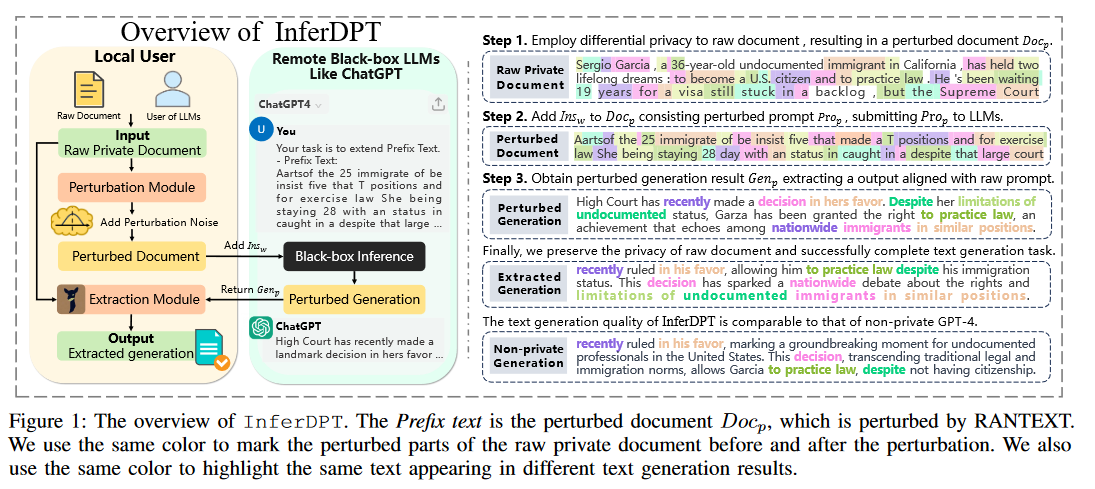 Overview of InferDPT
Local User
Raw Document
User of LLMs
Input
Raw Private Document
Perturbation Module
Add Perturbation Noise
Perturbed Document
Extraction Module
Output
Extracted generation
Add Ins_w
Return Gen_p
Remote Black-box LLMs
Like ChatGPT
ChatGPT4
U
You
Your task is to extend Prefix Text.
- Prefix Text:
Aartsof the 25 immigrate of be
insist five that T positions and
for exercise law She being
staying 28 with an status in
caught in a despite that large ...
Black-box Inference
Perturbed Generation
ChatGPT
High Court has recently made a
landmark decision in hers favor ...
Step 1. Employ differential privacy to raw document , resulting in a perturbed document Doc_p.
Raw Private
Document
Sergio Garcia , a 36-year-old undocumented immigrant in California , has held two
lifelong dreams : to become a U.S. citizen and to practice law . He 's been waiting
19 years for a visa still stuck in a backlog , but the Supreme Court
Step 2. Add Ins_w to Doc_p consisting perturbed prompt Pro_p , submitting Pro_p to LLMs.
Perturbed
Document
Aartsof the 25 immigrate of be insist five that made a T positions and for exercise
law She being staying 28 day with an status in caught in a despite that large court
Step 3. Obtain perturbed generation result Gen_p extracting a output aligned with raw prompt.
Perturbed
Generation
High Court has recently made a decision in hers favor. Despite her limitations of
undocumented status, Garza has been granted the right to practice law, an
achievement that echoes among nationwide immigrants in similar positions.
Finally, we preserve the privacy of raw document and successfully complete text generation task.
Extracted
Generation
recently ruled in his favor, allowing him to practice law despite his immigration
status. This decision has sparked a nationwide debate about the rights and
limitations of undocumented immigrants in similar positions.
The text generation quality of InferDPT is comparable to that of non-private GPT-4.
Non-private
Generation
recently ruled in his favor, marking a groundbreaking moment for undocumented
professionals in the United States. This decision, transcending traditional legal and
immigration norms, allows Garcia to practice law, despite not having citizenship.
Figure 1: The overview of InferDPT. The Prefix text is the perturbed document Doc_p, which is perturbed by RANTEXT.
We use the same color to mark the perturbed parts of the raw private document before and after the perturbation. We also
use the same color to highlight the same text appearing in different text generation results.